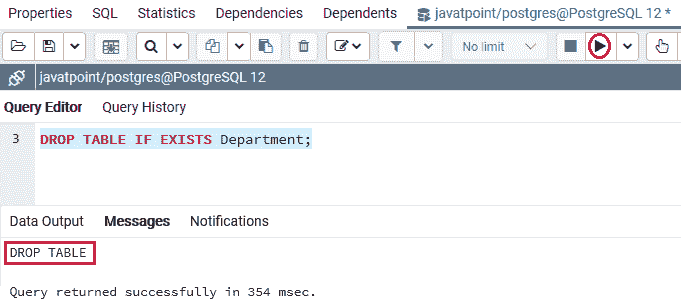 Properties SQL Statistics Dependencies Dependents javatpoint/postgres@PostgreSQL 12 *
No limit
javatpoint/postgres@PostgreSQL 12
Query Editor Query History
3 DROP TABLE IF EXISTS Department;
Data Output Messages Notifications
DROP TABLE
Query returned successfully in 354 msec.